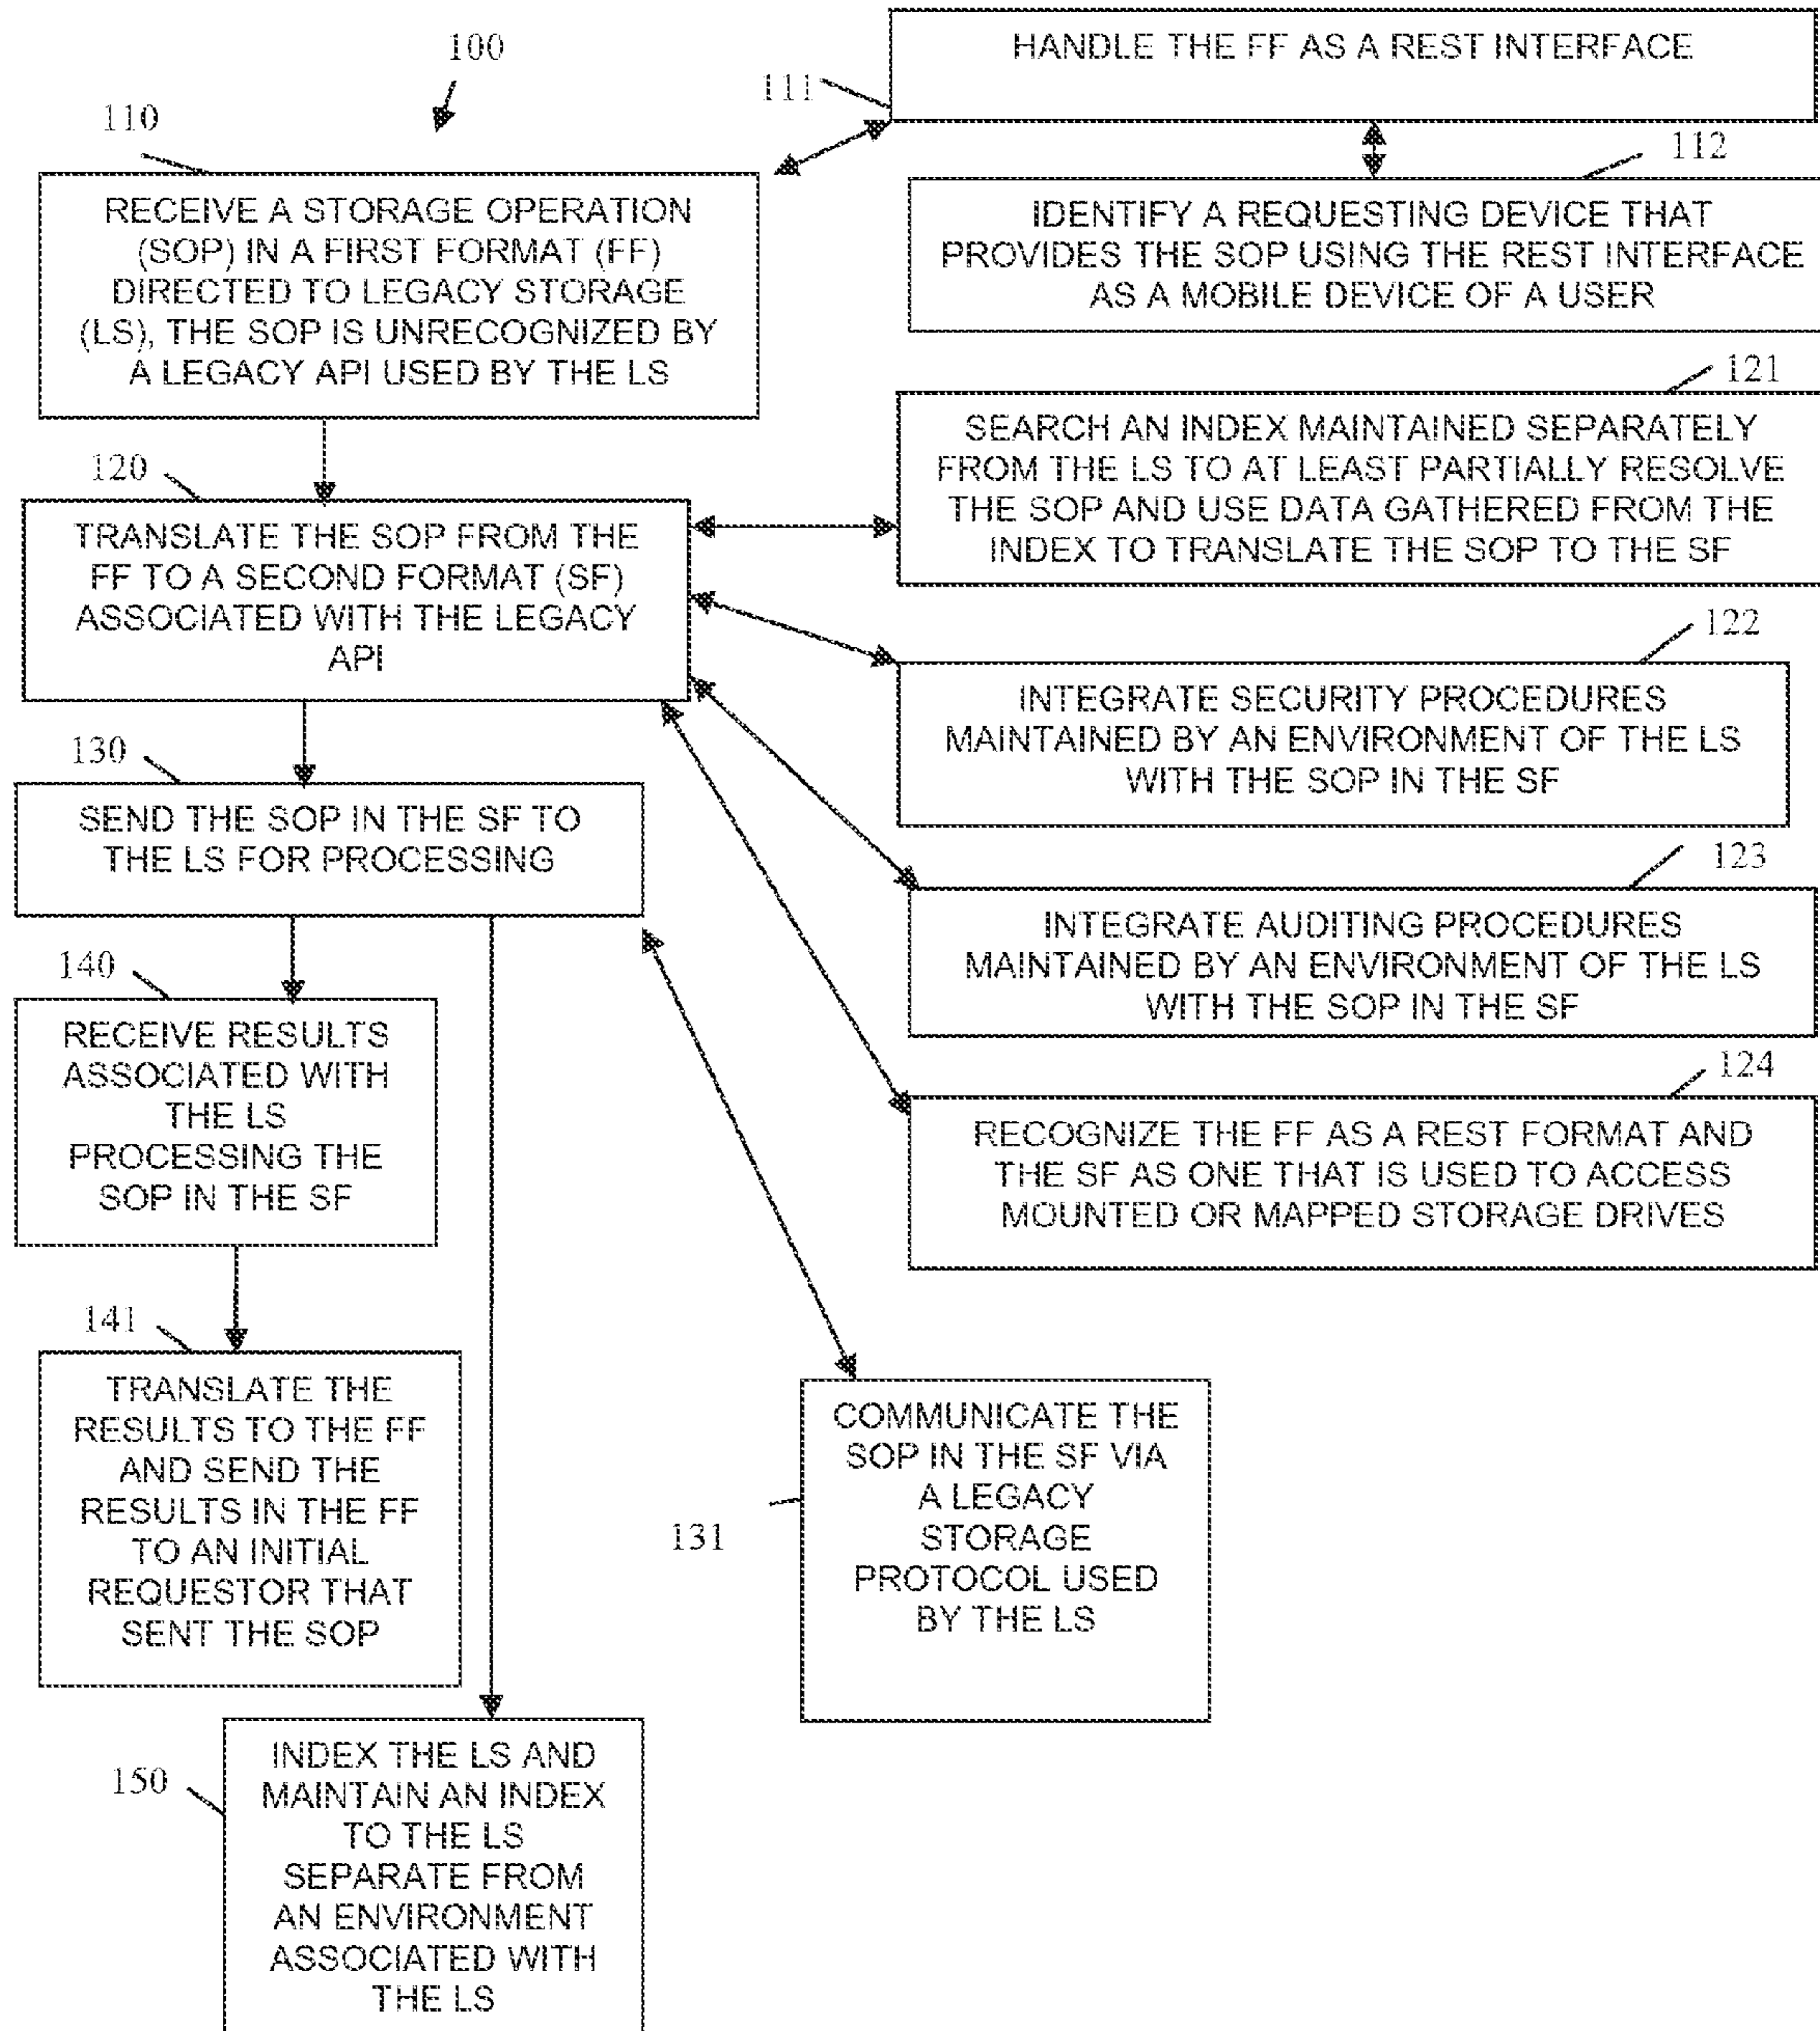 100
110
RECEIVE A STORAGE OPERATION
(SOP) IN A FIRST FORMAT (FF)
DIRECTED TO LEGACY STORAGE
(LS), THE SOP IS UNRECOGNIZED BY
A LEGACY API USED BY THE LS
111
HANDLE THE FF AS A REST INTERFACE
112
IDENTIFY A REQUESTING DEVICE THAT
PROVIDES THE SOP USING THE REST INTERFACE
AS A MOBILE DEVICE OF A USER
120
TRANSLATE THE SOP FROM THE
FF TO A SECOND FORMAT (SF)
ASSOCIATED WITH THE LEGACY
API
121
SEARCH AN INDEX MAINTAINED SEPARATELY
FROM THE LS TO AT LEAST PARTIALLY RESOLVE
THE SOP AND USE DATA GATHERED FROM THE
INDEX TO TRANSLATE THE SOP TO THE SF
122
INTEGRATE SECURITY PROCEDURES
MAINTAINED BY AN ENVIRONMENT OF THE LS
WITH THE SOP IN THE SF
123
INTEGRATE AUDITING PROCEDURES
MAINTAINED BY AN ENVIRONMENT OF THE LS
WITH THE SOP IN THE SF
124
RECOGNIZE THE FF AS A REST FORMAT AND
THE SF AS ONE THAT IS USED TO ACCESS
MOUNTED OR MAPPED STORAGE DRIVES
130
SEND THE SOP IN THE SF TO
THE LS FOR PROCESSING
131
COMMUNICATE THE
SOP IN THE SF VIA
A LEGACY
STORAGE
PROTOCOL USED
BY THE LS
140
RECEIVE RESULTS
ASSOCIATED WITH
THE LS
PROCESSING THE
SOP IN THE SF
141
TRANSLATE THE
RESULTS TO THE FF
AND SEND THE
RESULTS IN THE FF
TO AN INITIAL
REQUESTOR THAT
SENT THE SOP
150
INDEX THE LS AND
MAINTAIN AN INDEX
TO THE LS
SEPARATE FROM
AN ENVIRONMENT
ASSOCIATED WITH
THE LS